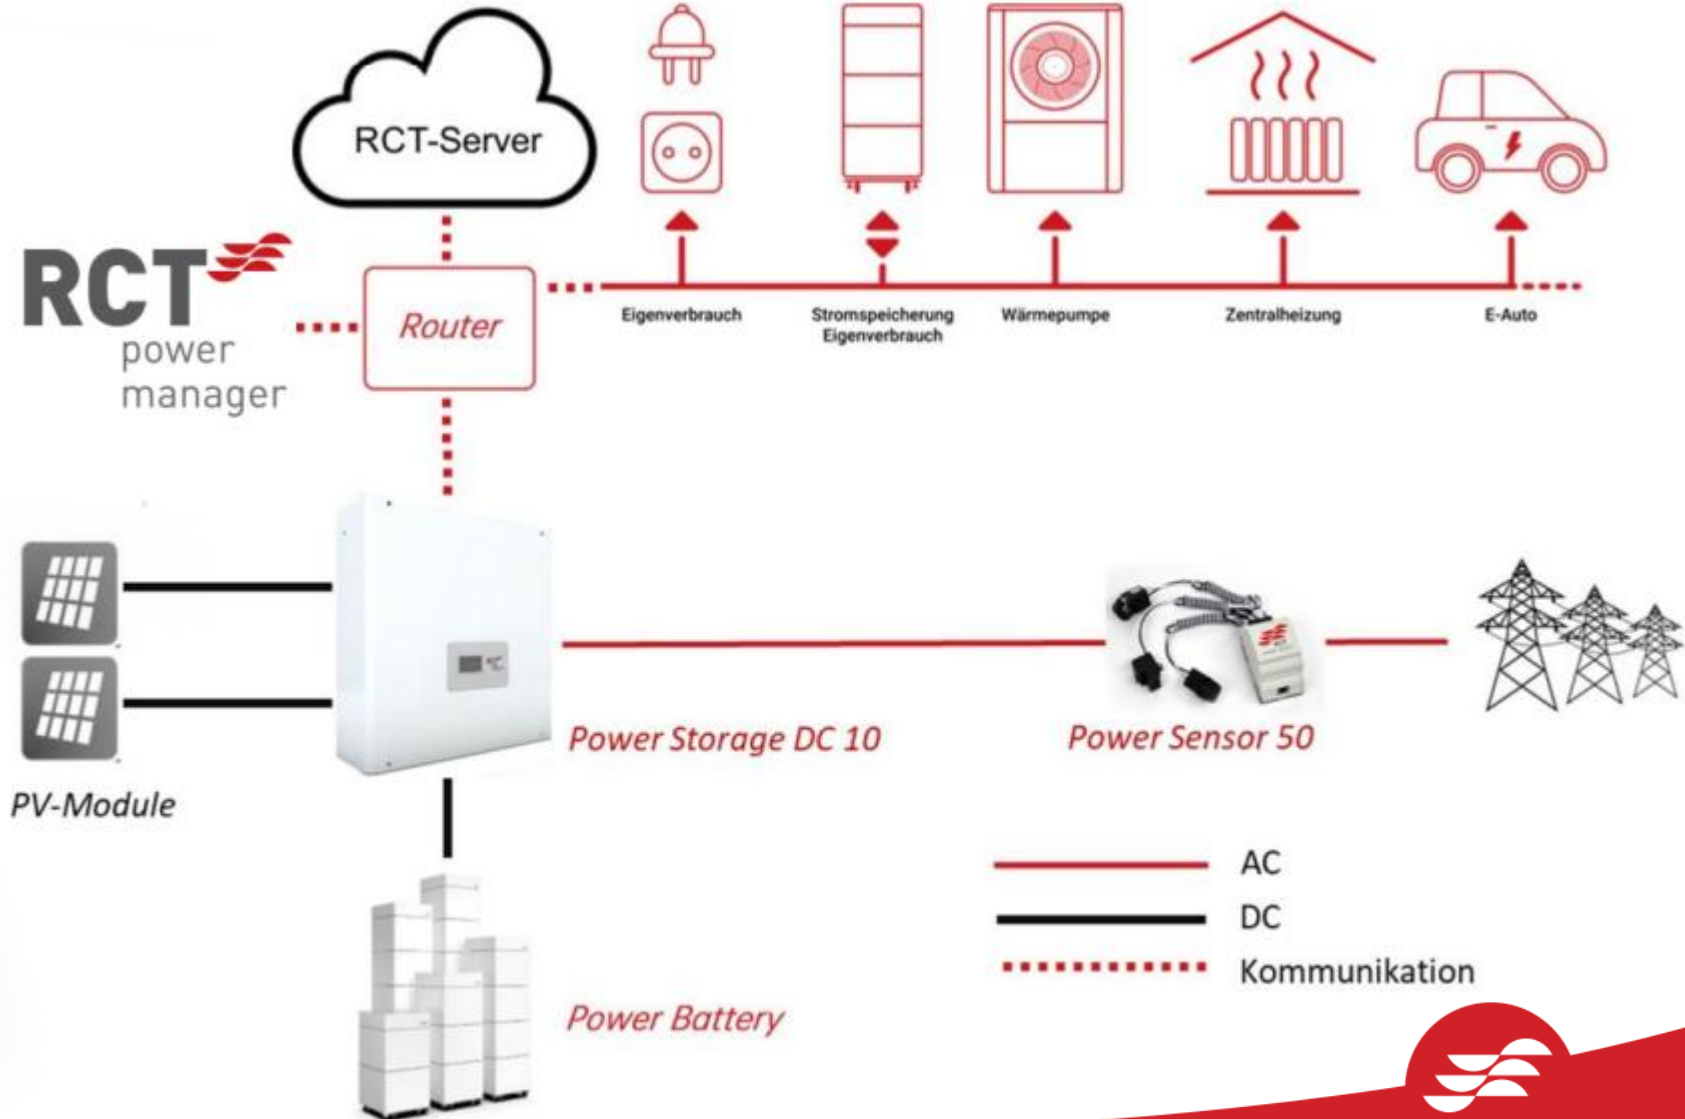 RCT-Server
RCT
power
manager
Router
Eigenverbrauch
Stromspeicherung
Eigenverbrauch
Wärmepumpe
Zentralheizung
E-Auto
Power Storage DC 10
Power Sensor 50
PV-Module
Power Battery
AC
DC
Kommunikation